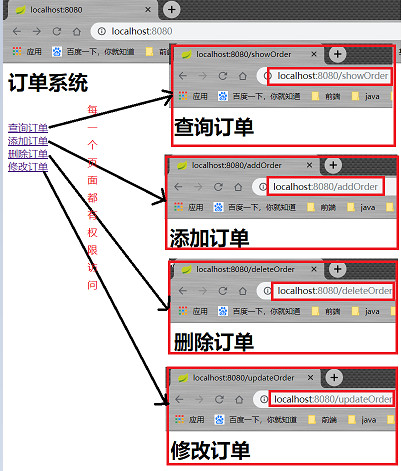 localhost:8080
localhost:8080
应用 百度一下，你就知道 前
订单系统
查询订单
添加订单
删除订单
修改订单
每一个页面都有权限访问
localhost:8080/showOrder
localhost:8080/showOrder
应用 百度一下，你就知道 前端 java
查询订单
localhost:8080/addOrder
localhost:8080/addOrder
应用 百度一下，你就知道 前端 java
添加订单
localhost:8080/deleteOrder
localhost:8080/deleteOrder
应用 百度一下，你就知道 前端 java
删除订单
localhost:8080/updateOrder
localhost:8080/updateOrder
应用 百度一下，你就知道 前端 java
修改订单